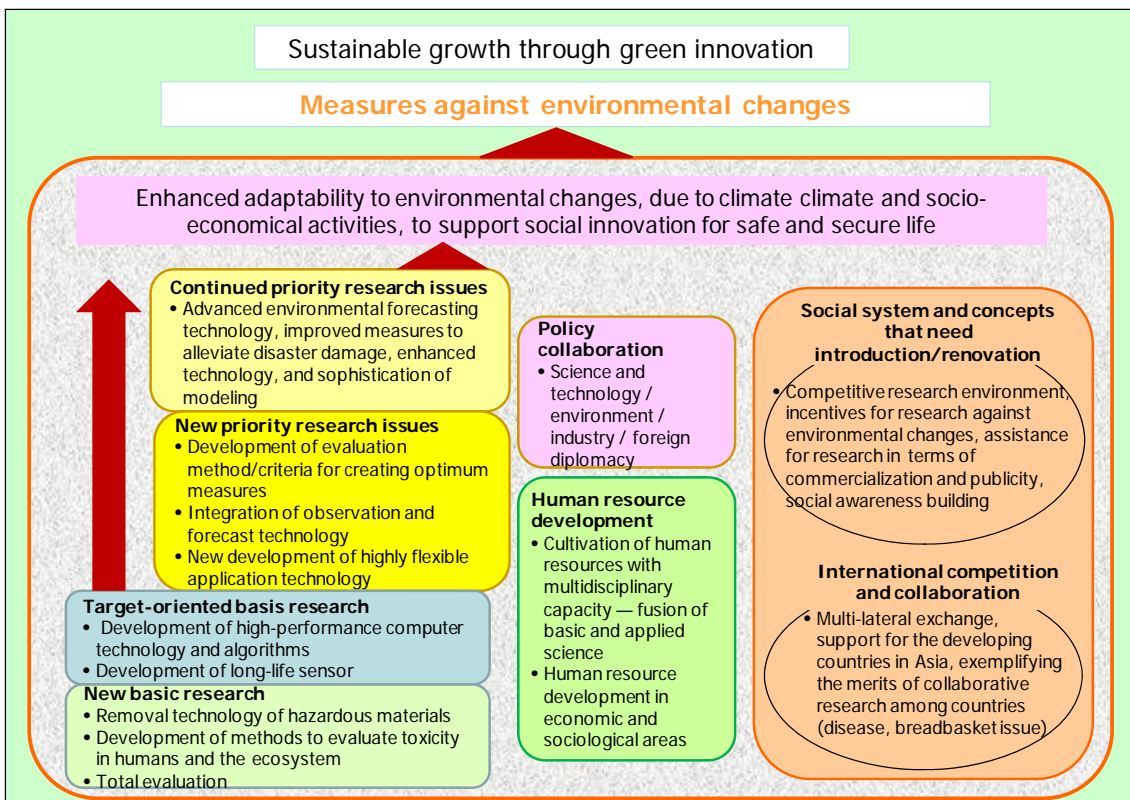 Sustainable growth through green innovation
Measures against environmental changes
Enhanced adaptability to environmental changes, due to climate climate and socio-
economical activities, to support social innovation for safe and secure life
Continued priority research issues
• Advanced environmental forecasting
technology, improved measures to
alleviate disaster damage, enhanced
technology, and sophistication of
modeling
New priority research issues
• Development of evaluation
method/criteria for creating optimum
measures
• Integration of observation and
forecast technology
• New development of highly flexible
application technology
Target-oriented basis research
• Development of high-performance computer
technology and algorithms
• Development of long-life sensor
New basic research
• Removal technology of hazardous materials
• Development of methods to evaluate toxicity
in humans and the ecosystem
• Total evaluation
Policy
collaboration
• Science and
technology /
environment /
industry / foreign
diplomacy
Human resource
development
• Cultivation of human
resources with
multidisciplinary
capacity — fusion of
basic and applied
science
• Human resource
development in
economic and
sociological areas
Social system and concepts
that need
introduction/renovation
• Competitive research environment,
incentives for research against
environmental changes, assistance
for research in terms of
commercialization and publicity,
social awareness building
International competition
and collaboration
• Multi-lateral exchange,
support for the developing
countries in Asia, exemplifying
the merits of collaborative
research among countries
(disease, breadbasket issue)